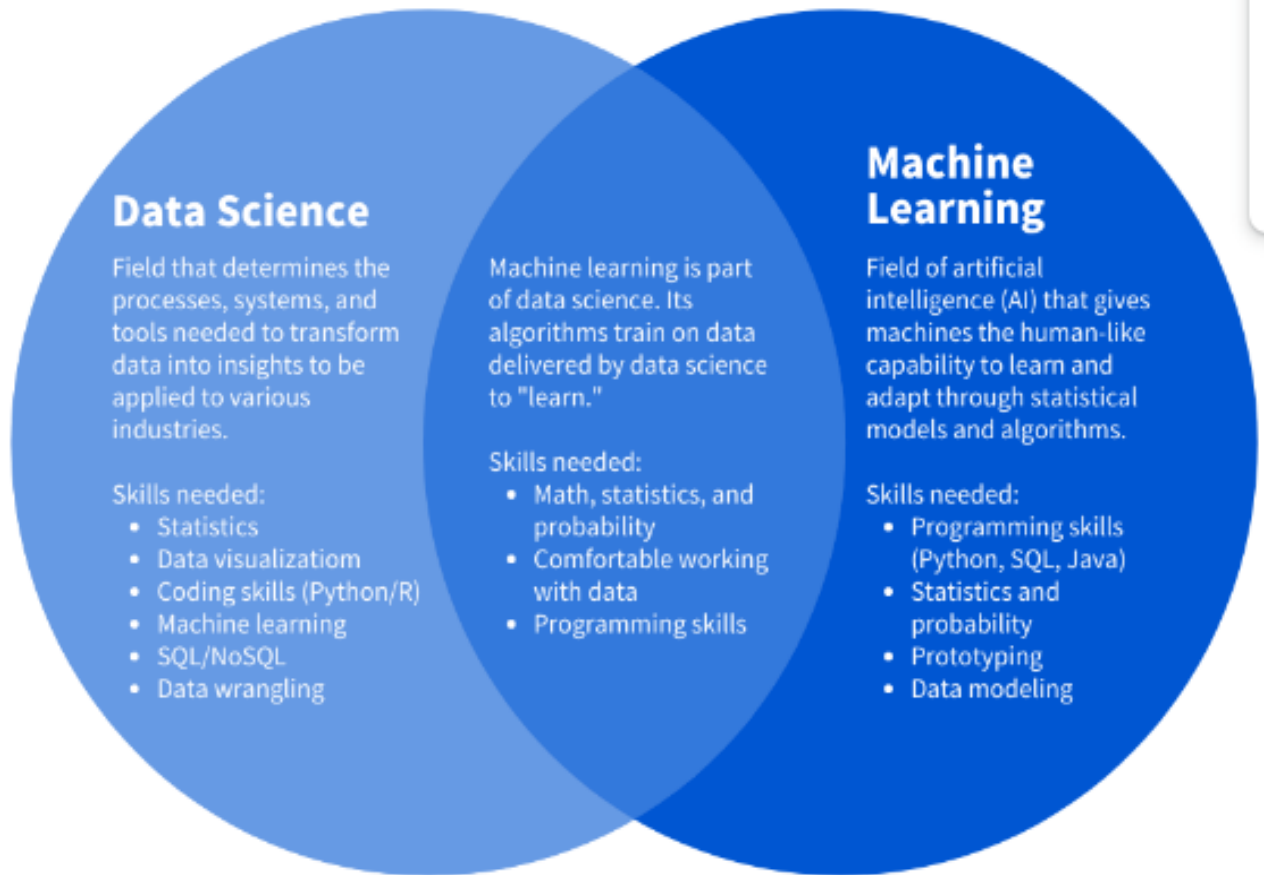 Data Science
Field that determines the
processes, systems, and
tools needed to transform
data into insights to be
applied to various
industries.
Skills needed:
• Statistics
• Data visualizatiom
• Coding skills (Python/R)
• Machine learning
• SQL/NoSQL
• Data wrangling
Machine learning is part
of data science. Its
algorithms train on data
delivered by data science
to "learn."
Skills needed:
• Math, statistics, and
probability
• Comfortable working
with data
• Programming skills
Machine
Learning
Field of artificial
intelligence (AI) that gives
machines the human-like
capability to learn and
adapt through statistical
models and algorithms.
Skills needed:
• Programming skills
(Python, SQL, Java)
• Statistics and
probability
• Prototyping
• Data modeling